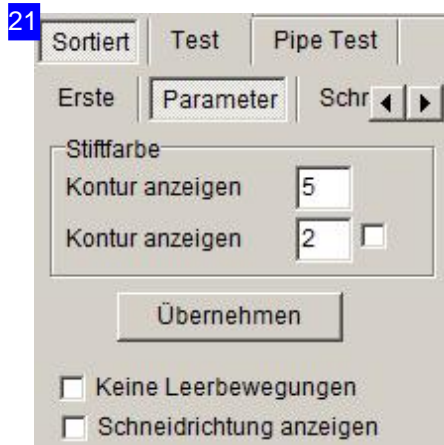 21
Sortiert Test Pipe Test
Erste Parameter Schr
Stiftfarbe
Kontur anzeigen 5
Kontur anzeigen 2
Übernehmen
Keine Leerbewegungen
Schneidrichtung anzeigen